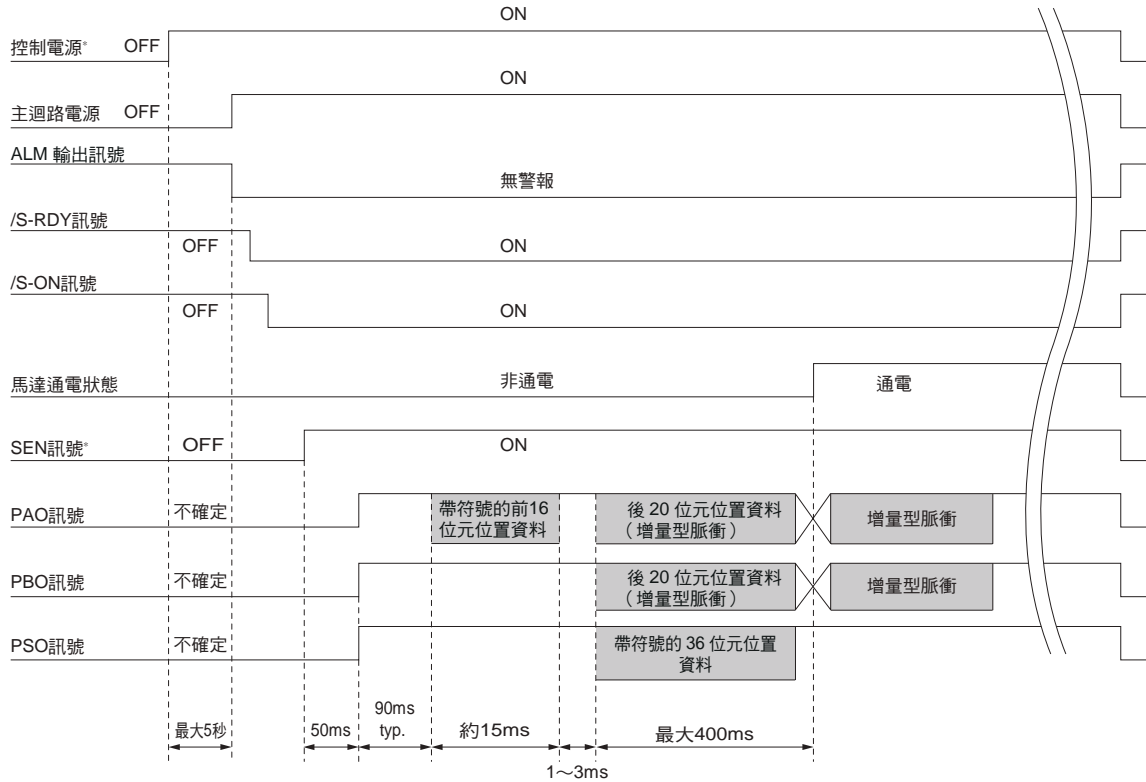 ON
控制電源* OFF
ON
主迴路電源 OFF
ALM 輸出訊號
無警報
/S-RDY訊號
OFF ON
/S-ON訊號
OFF ON
馬達通電狀態 非通電 通電
SEN訊號* OFF ON
PAO訊號 不確定 帶符號的前16
位元位置資料
後 20 位元位置資料
（增量型脈衝）
增量型脈衝
PBO訊號 不確定
後 20 位元位置資料
（增量型脈衝）
增量型脈衝
PSO訊號 不確定
帶符號的 36 位元位置
資料
最大5秒 50ms 90ms
typ.
約15ms 最大400ms
1～3ms